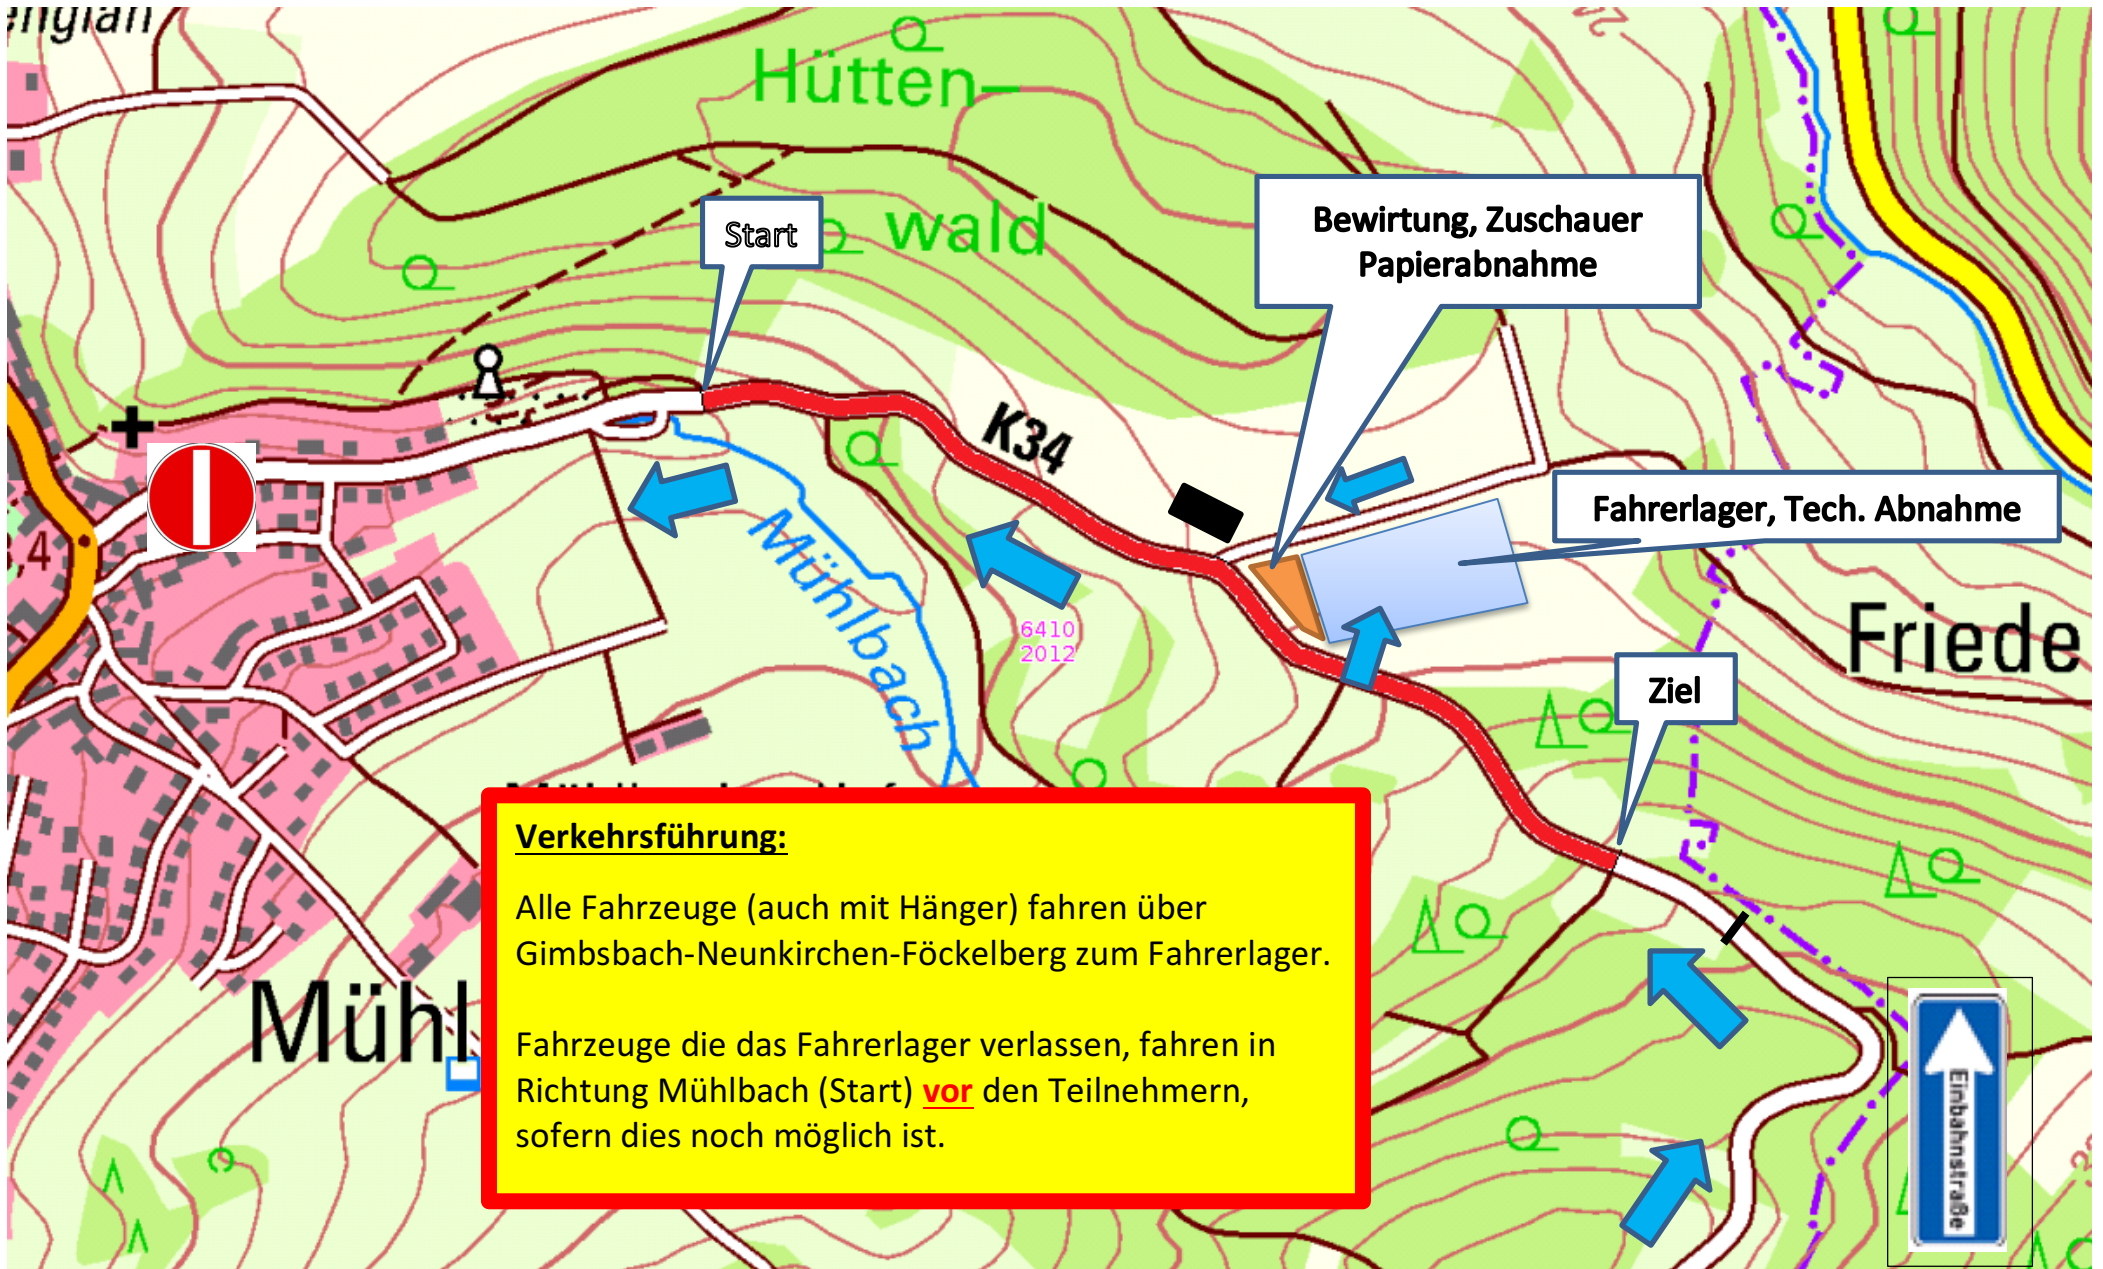 Hütten-
wald
Start
Bewirtung, Zuschauer
Papierabnahme
K34
Fahrerlager, Tech. Abnahme
,4
Mühlbach
6410
2012
Friede
Ziel
Verkehrsführung:
Alle Fahrzeuge (auch mit Hänger) fahren über
Gimbsbach-Neunkirchen-Föckelberg zum Fahrerlager.
Fahrzeuge die das Fahrerlager verlassen, fahren in
Richtung Mühlbach (Start) vor den Teilnehmern,
sofern dies noch möglich ist.
Mühl
Einbahnstraße